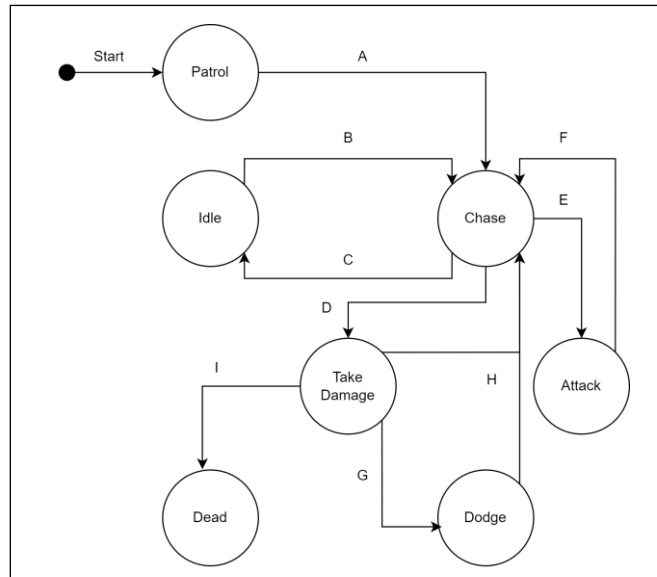 Start
Patrol
A
B
F
Idle
Chase
E
C
D
I
Take
Damage
H
Attack
G
Dead
Dodge